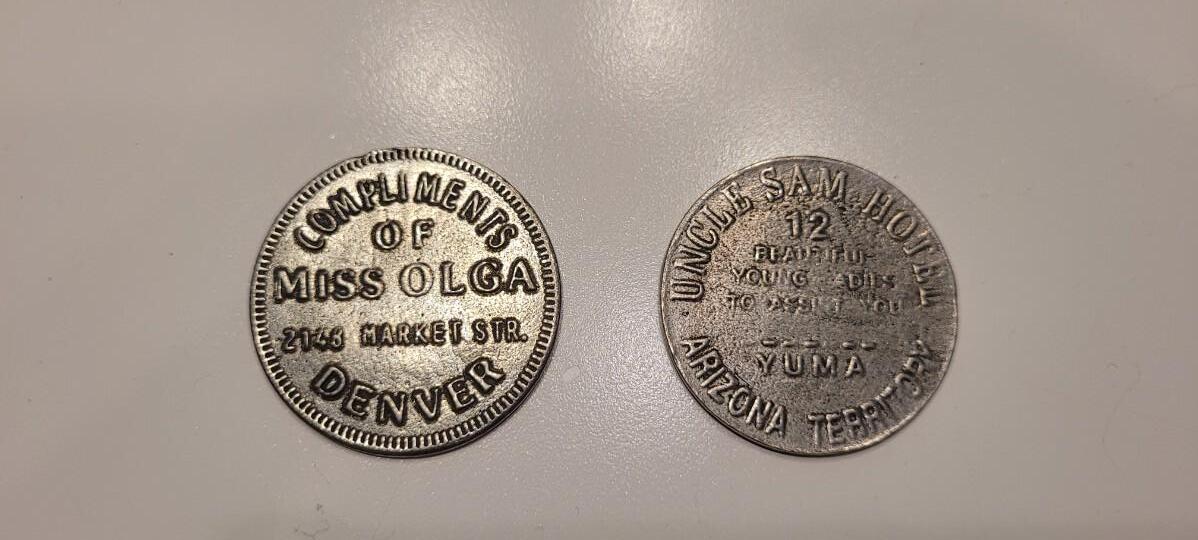 COMPLIMENTS
OF
MISS OLGA
2146 MARKET STR.
DENVER
UNCLE SAM HOTEL
12
BEAUTIFUL
YOUNG LADIES
TO ASSIST YOU
YUMA
ARIZONA TERRITORY